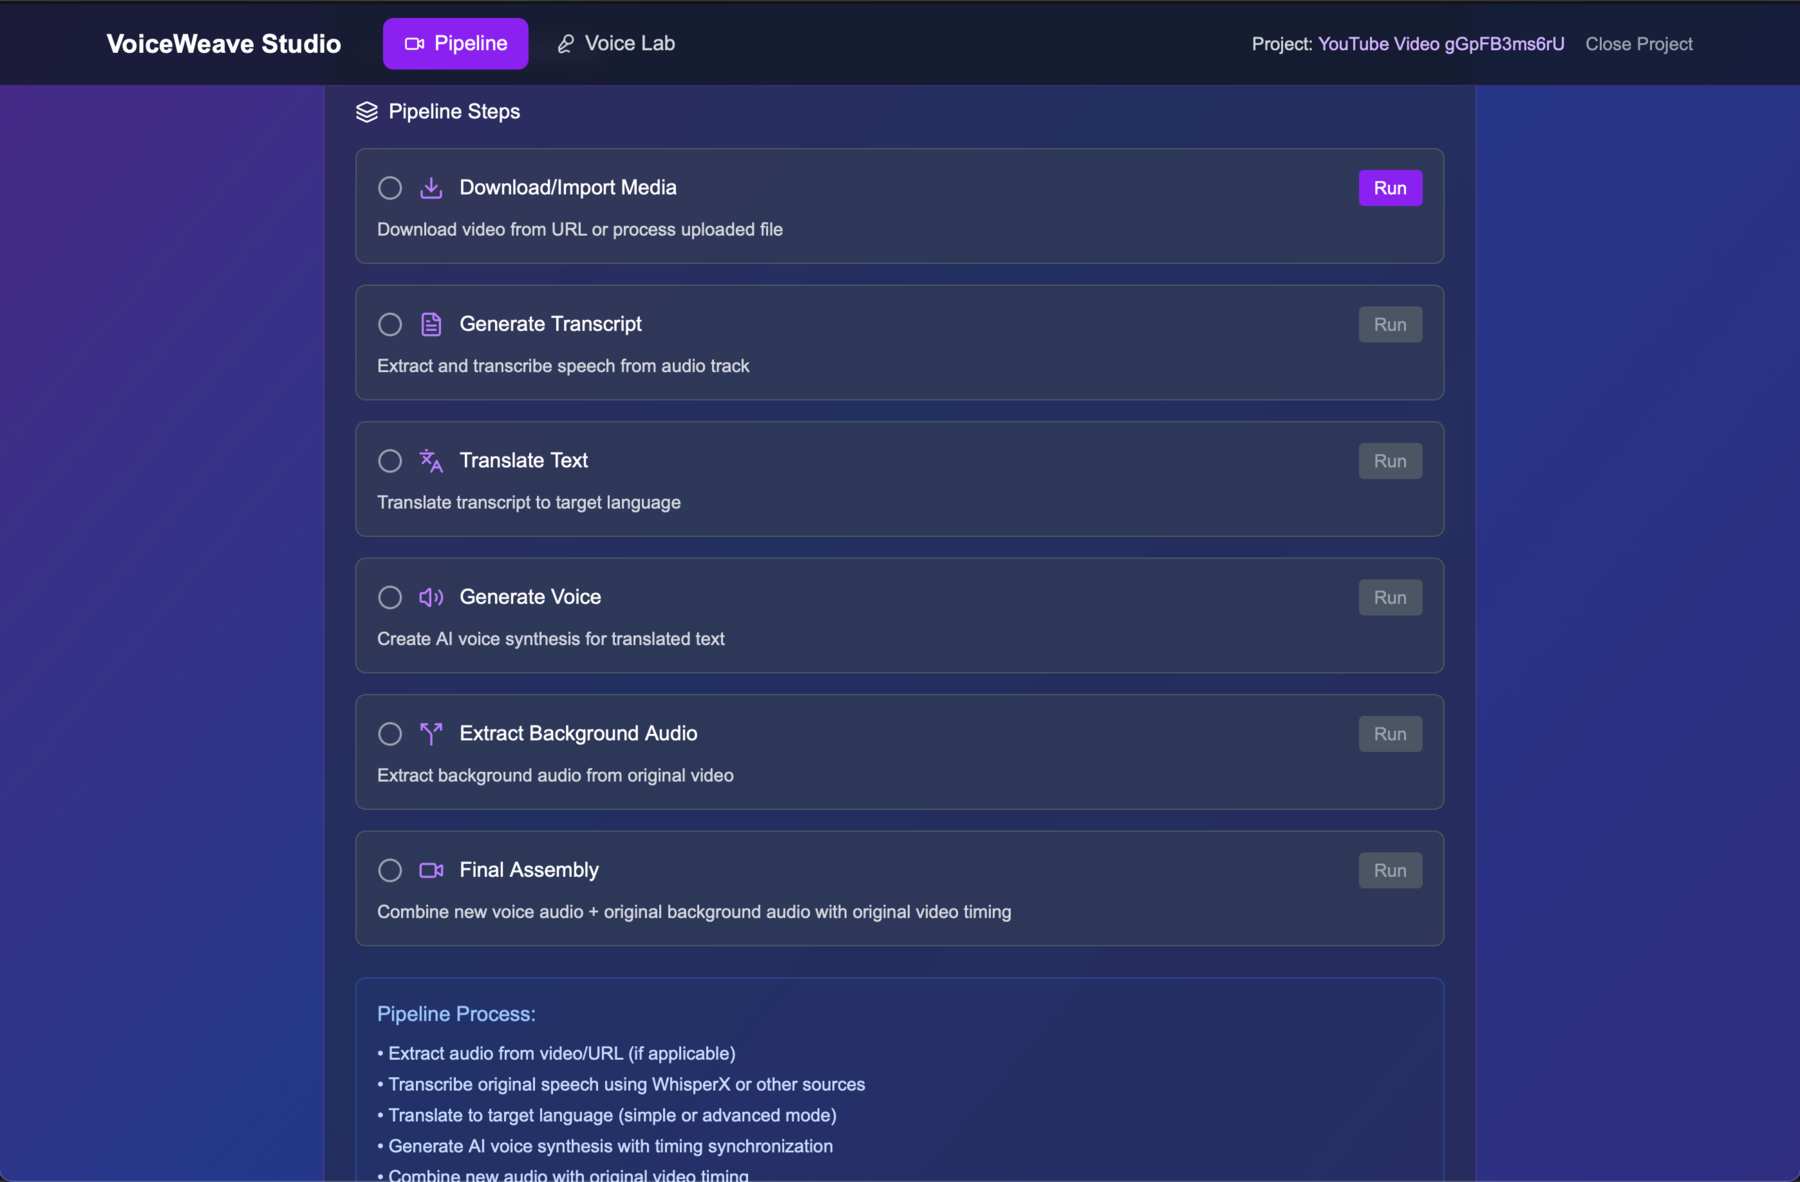 VoiceWeave Studio
Pipeline
Voice Lab
Project: YouTube Video gGpFB3ms6rU
Close Project
Pipeline Steps
Download/Import Media
Run
Download video from URL or process uploaded file
Generate Transcript
Run
Extract and transcribe speech from audio track
Translate Text
Run
Translate transcript to target language
Generate Voice
Run
Create AI voice synthesis for translated text
Extract Background Audio
Run
Extract background audio from original video
Final Assembly
Run
Combine new voice audio + original background audio with original video timing
Pipeline Process:
• Extract audio from video/URL (if applicable)
• Transcribe original speech using WhisperX or other sources
• Translate to target language (simple or advanced mode)
• Generate AI voice synthesis with timing synchronization
• Combine new audio with original video timing